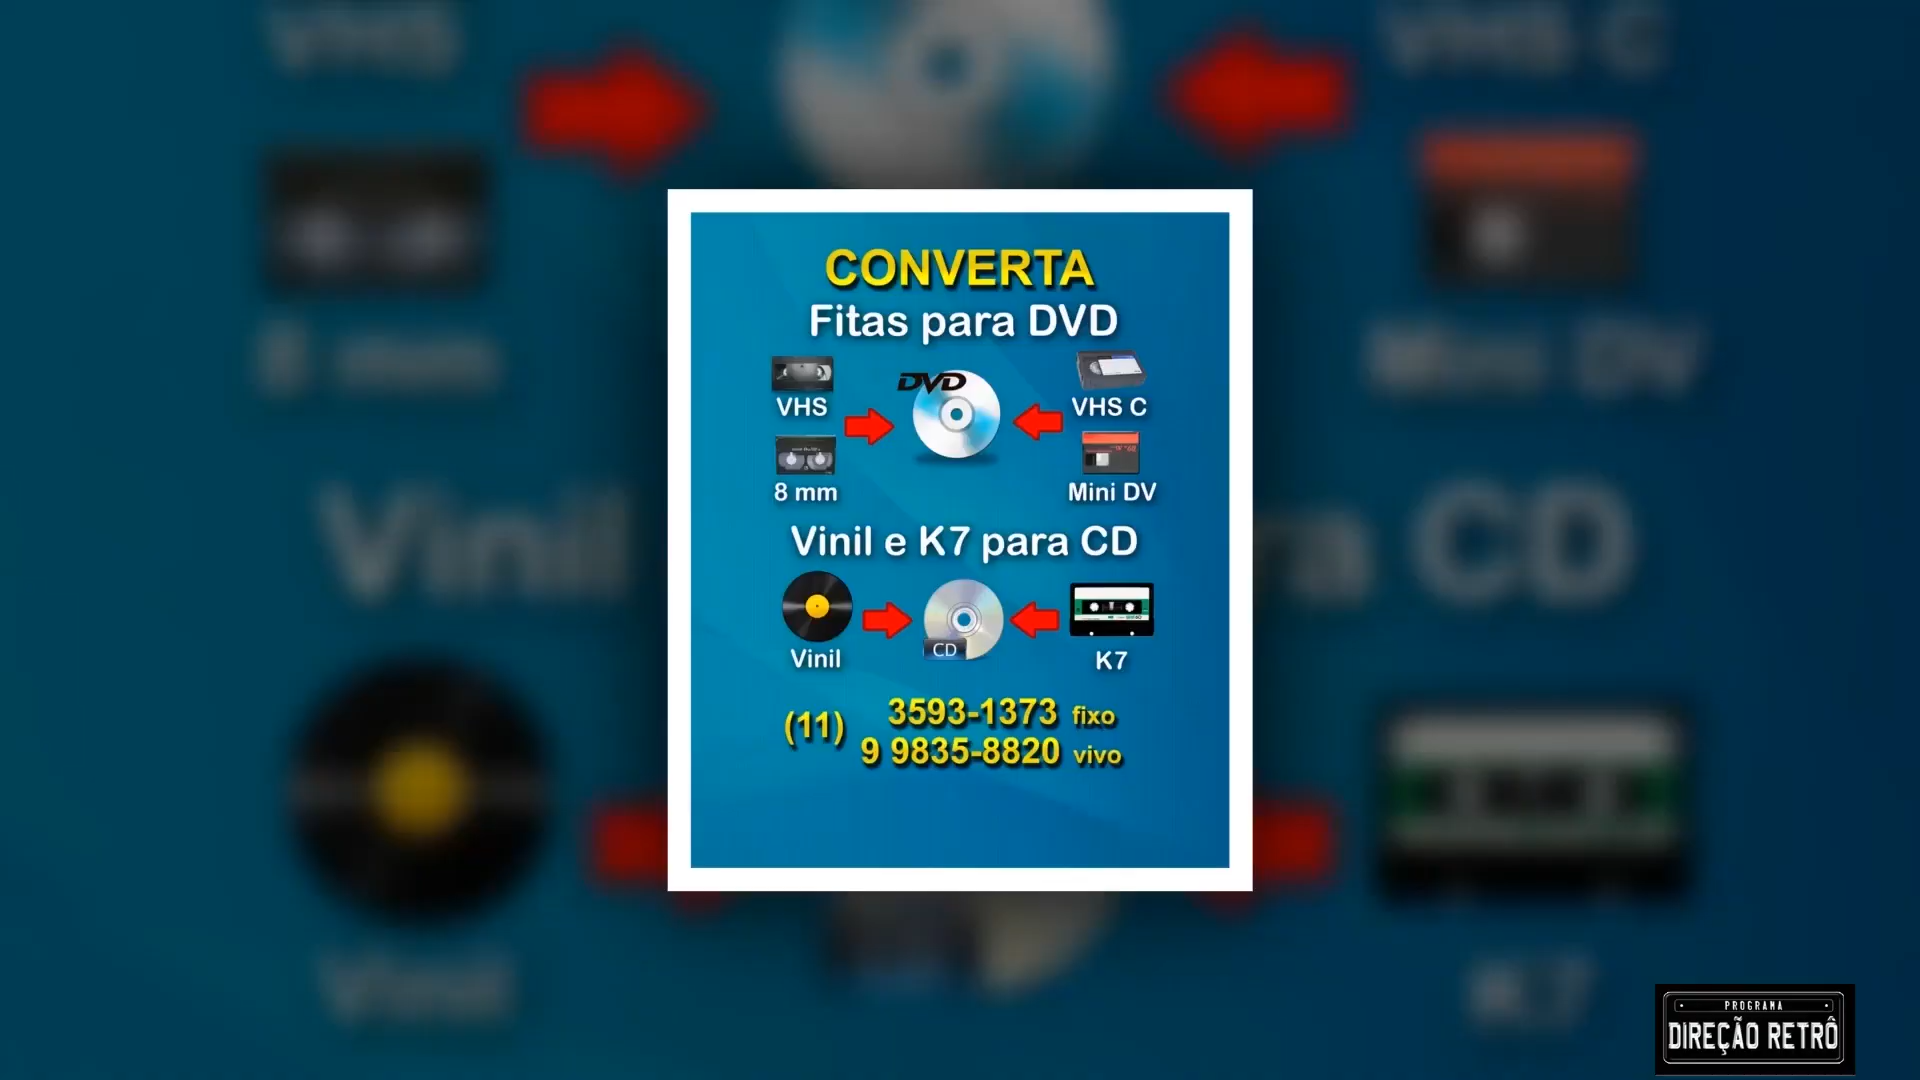 CONVERTA
Fitas para DVD
DVD
VHS
VHS C
8 mm
Mini DV
Vinil e K7 para CD
CD
Vinil
K7
(11)
3593-1373 fixo
9 9835-8820 vivo
PROGRAMA
DIREÇÃO RETRÔ